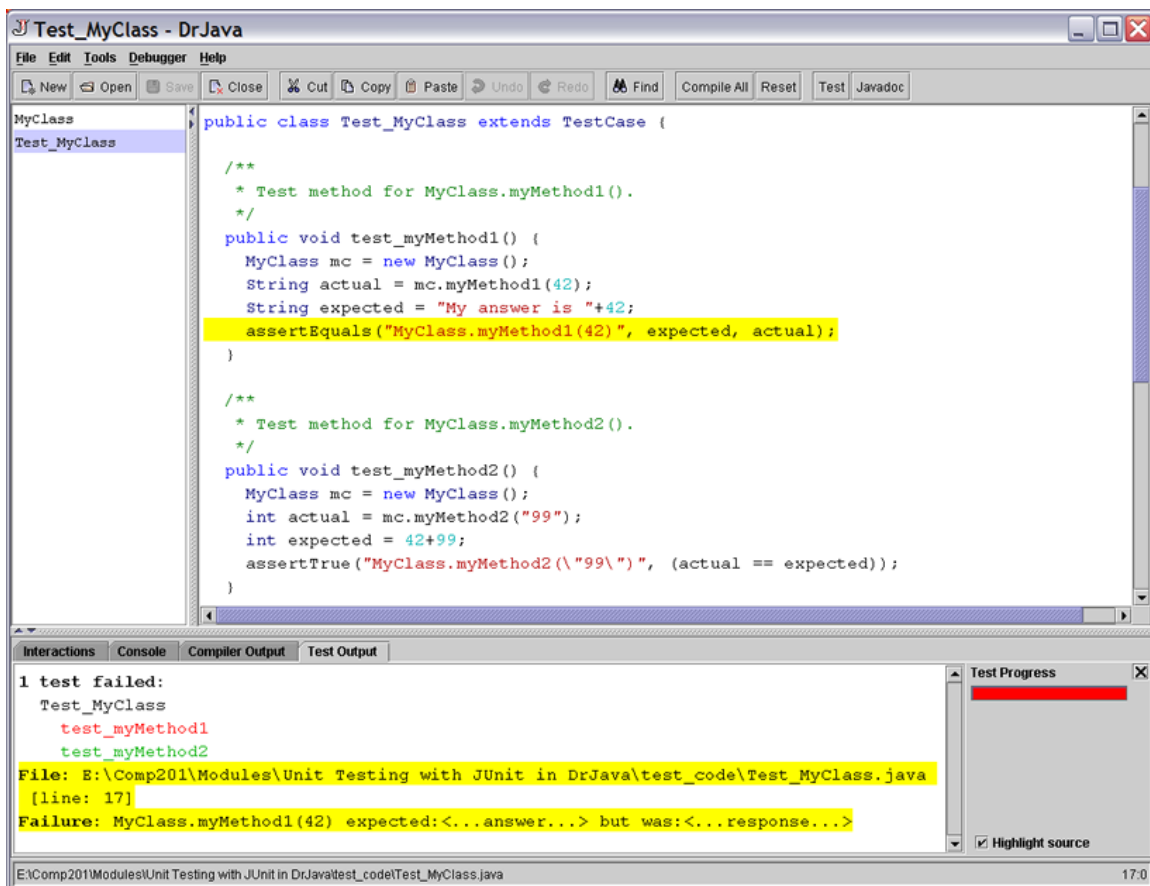 Test_MyClass - DrJava
File Edit Tools Debugger Help
New Open Save Close Cut Copy Paste Undo Redo Find Compile All Reset Test Javadoc
MyClass
Test_MyClass
public class Test_MyClass extends TestCase {
/**
* Test method for MyClass.myMethod1().
*/
public void test_myMethod1() {
MyClass mc = new MyClass();
String actual = mc.myMethod1(42);
String expected = "My answer is "+42;
assertEquals("MyClass.myMethod1(42)", expected, actual);
}
/**
* Test method for MyClass.myMethod2().
*/
public void test_myMethod2() {
MyClass mc = new MyClass();
int actual = mc.myMethod2("99");
int expected = 42+99;
assertTrue("MyClass.myMethod2(\"99\")", (actual == expected));
}
Interactions Console Compiler Output Test Output
1 test failed:
Test_MyClass
test_myMethod1
test_myMethod2
File: E:\Comp201\Modules\Unit Testing with JUnit in DrJava\test_code\Test_MyClass.java
[line: 17]
Failure: MyClass.myMethod1(42) expected:<...answer...> but was:<...response...>
Test Progress
Highlight source
E:\Comp201\Modules\Unit Testing with JUnit in DrJava\test_code\Test_MyClass.java
17:0